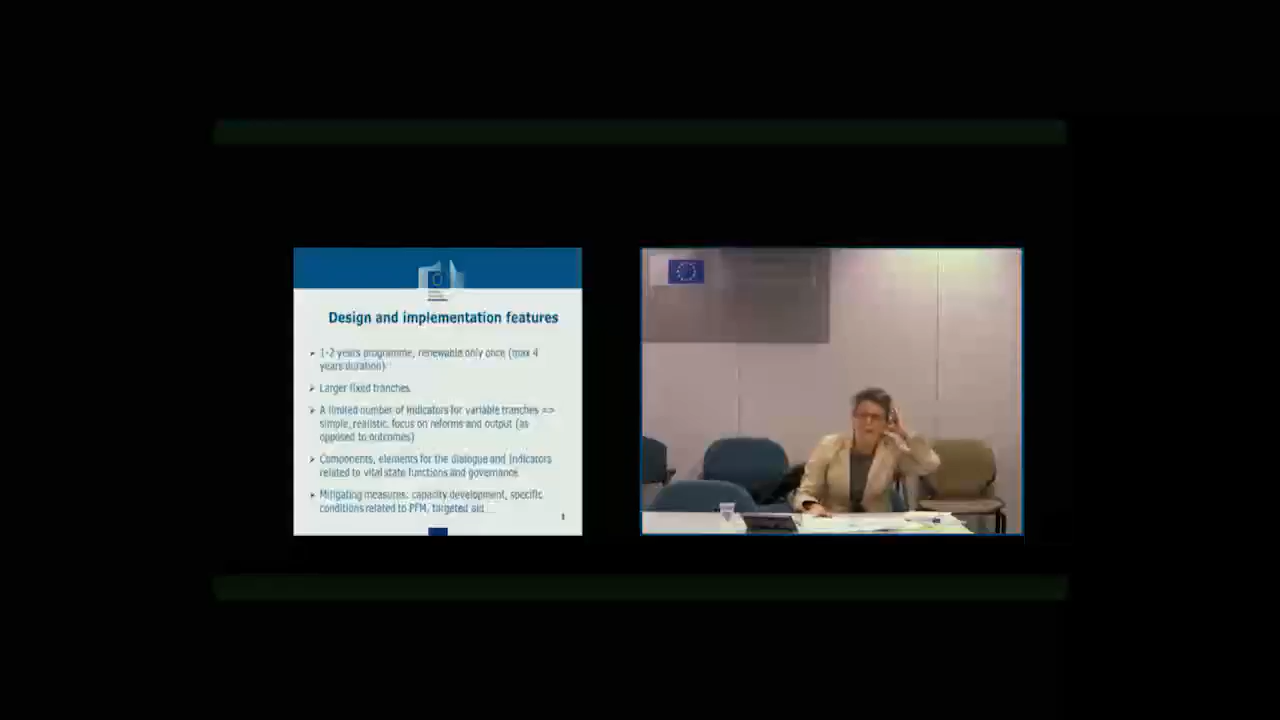 Design and implementation features
➢ 1-2 years programme, renewable only once (max 4
years duration)
➢ Larger fixed tranches.
➢ A limited number of indicators for variable tranches =>
simple, realistic, focus on reforms and output (as
opposed to outcomes)
➢ Components, elements for the dialogue and indicators
related to vital state functions and governance
➢ Mitigating measures: capacity development, specific
conditions related to PFM, targeted aid ...